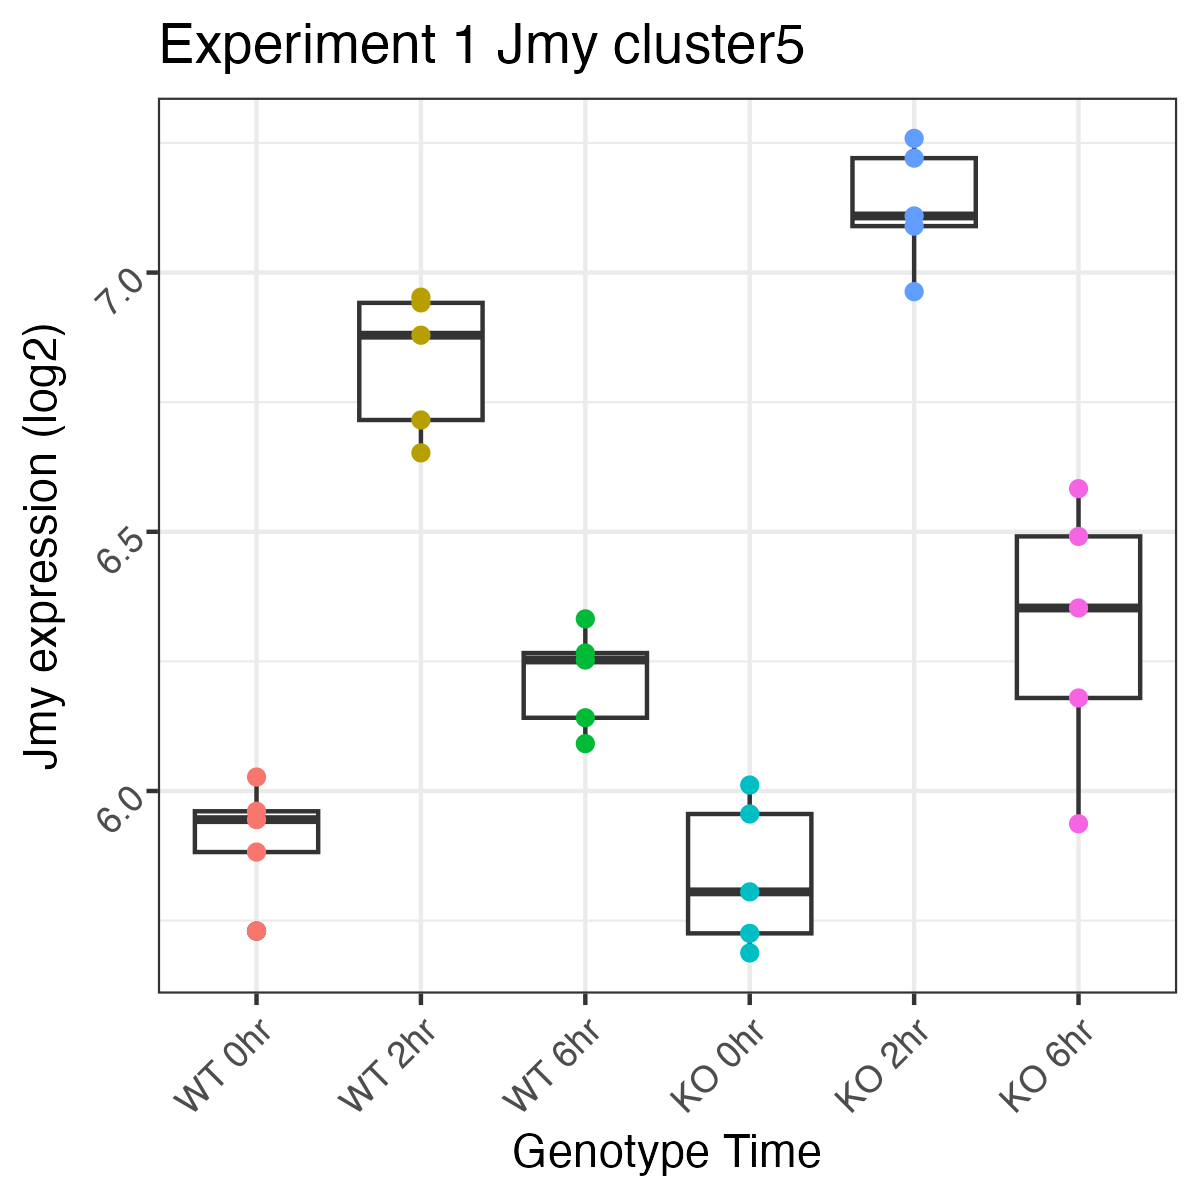 Experiment 1 Jmy cluster5
Jmy expression (log2)
7.0
6.5
6.0
WT 0hr
WT 2hr
WT 6hr
KO 0hr
KO 2hr
KO 6hr
Genotype Time